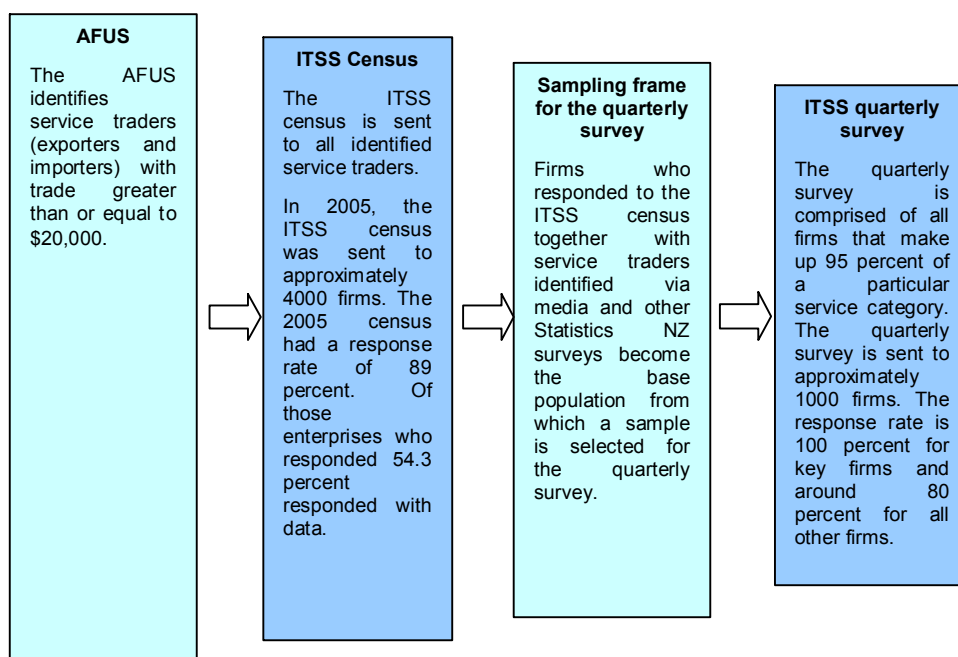 AFUS
The AFUS
identifies
service traders
(exporters and
importers) with
trade greater
than or equal to
$20,000.
ITSS Census
The ITSS
census is sent
to all identified
service traders.
In 2005, the
ITSS census
was sent to
approximately
4000 firms. The
2005 census
had a response
rate of 89
percent. Of
those
enterprises who
responded 54.3
percent
responded with
data.
Sampling frame
for the quarterly
survey
Firms who
responded to the
ITSS census
together with
service traders
identified via
media and other
Statistics NZ
surveys become
the base
population from
which a sample
is selected for
the quarterly
survey.
ITSS quarterly
survey
The quarterly
survey is
comprised of all
firms that make
up 95 percent of
a particular
service category.
The quarterly
survey is sent to
approximately
1000 firms. The
response rate is
100 percent for
key firms and
around 80
percent for all
other firms.